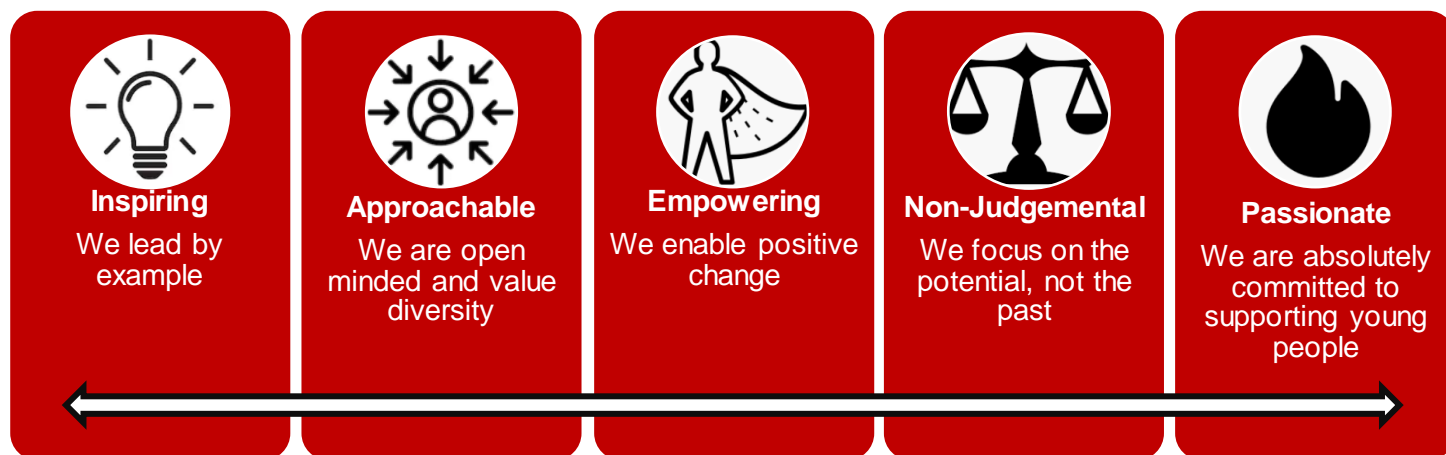 Inspiring
We lead by
example
Approachable
We are open
minded and value
diversity
Empowering
We enable positive
change
Non-Judgemental
We focus on the
potential, not the
past
Passionate
We are absolutely
committed to
supporting young
people